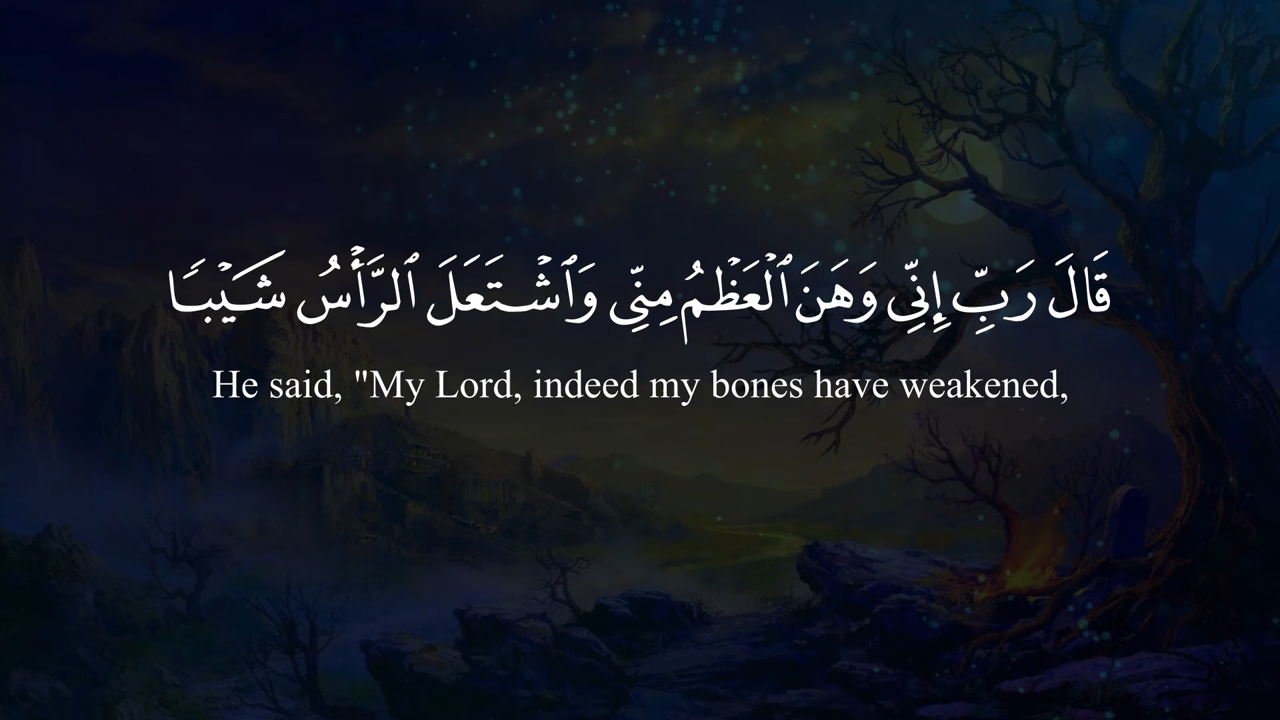 قَالَ رَبِّ إِنِّي وَهَنَ ٱلْعَظْمُ مِنِّي وَٱشْتَعَلَ ٱلرَّأْسُ شَيْبًا
He said, "My Lord, indeed my bones have weakened,